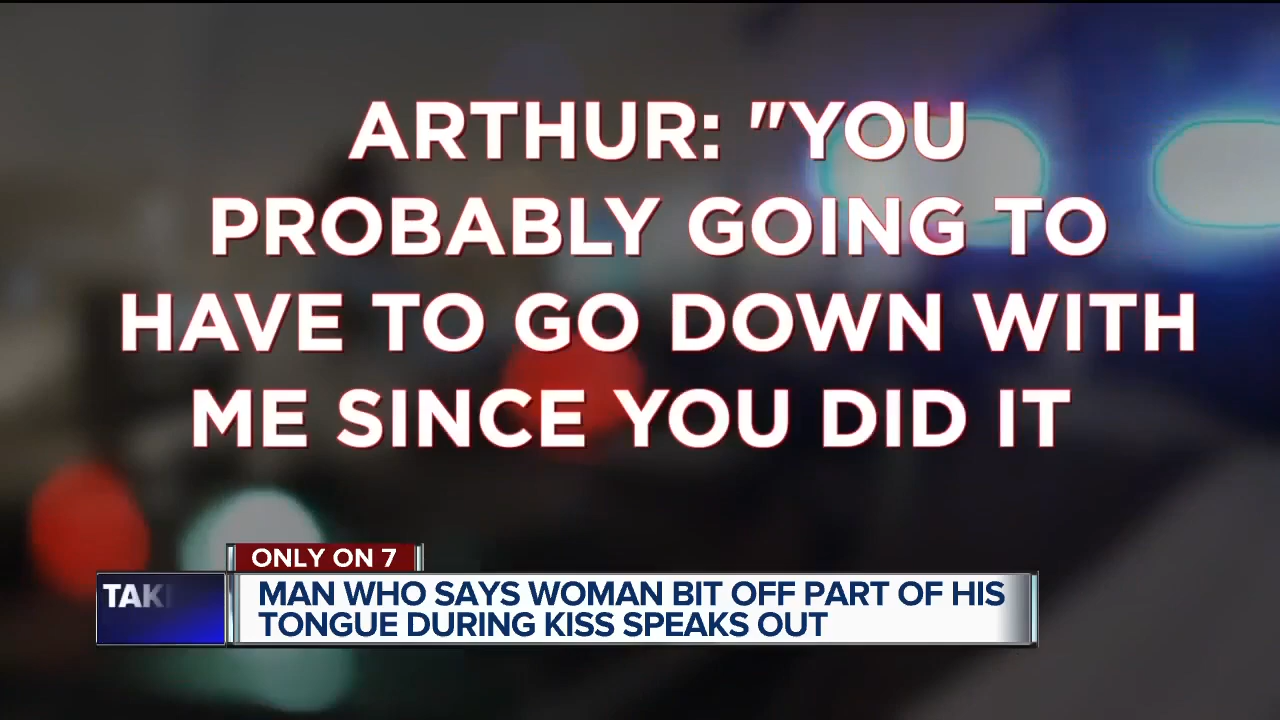 ARTHUR: "YOU
PROBABLY GOING TO
HAVE TO GO DOWN WITH
ME SINCE YOU DID IT
ONLY ON 7
TAK
MAN WHO SAYS WOMAN BIT OFF PART OF HIS
TONGUE DURING KISS SPEAKS OUT